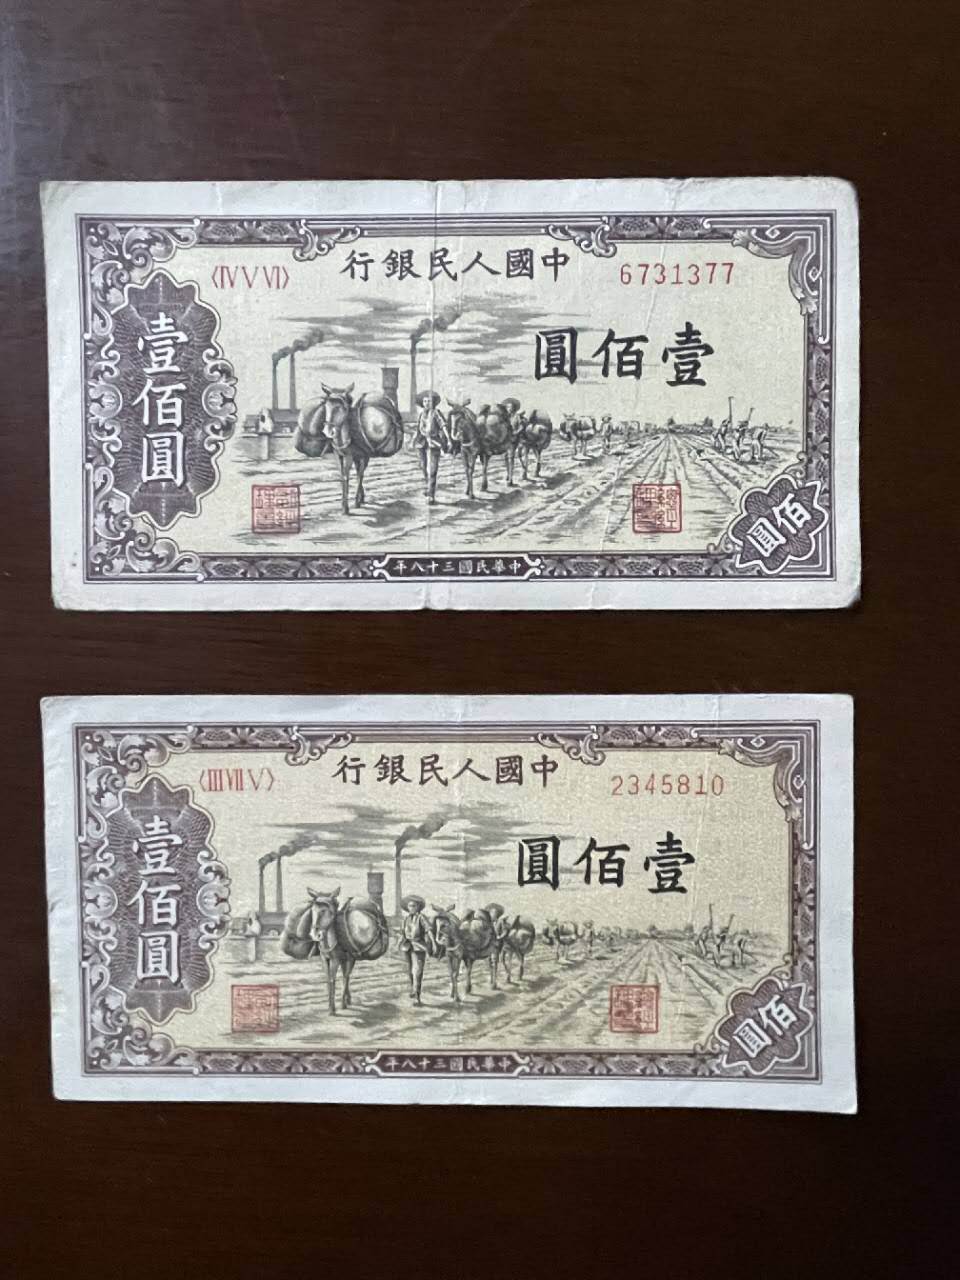 中國人民銀行
〈IV V VI〉
6731377
壹佰圓
壹佰圓
佰圓
中華民國三十八年
中國人民銀行
〈III VII V〉
2345810
壹佰圓
壹佰圓
佰圓
中華民國三十八年